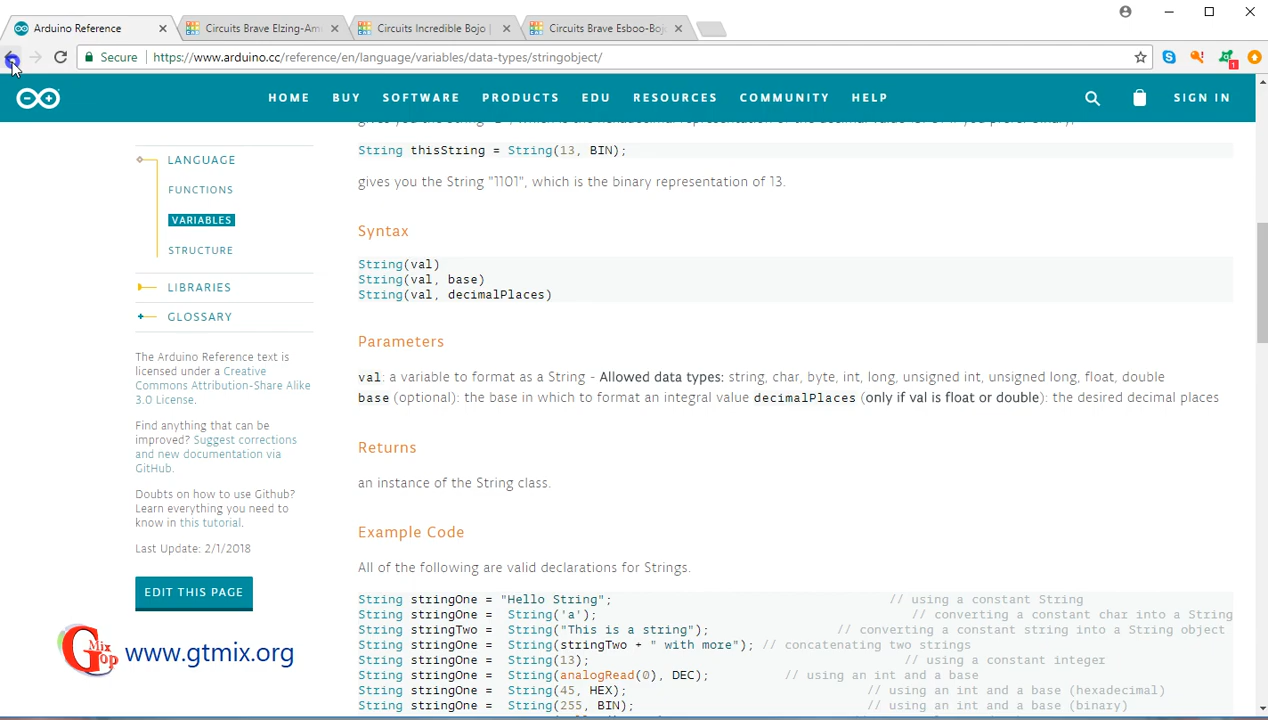 Arduino Reference
Circuits Brave Elzing-Am
Circuits Incredible Bojo |
Circuits Brave Esboo-Boj
Secure
https://www.arduino.cc/reference/en/language/variables/data-types/stringobject/
1
HOME BUY SOFTWARE PRODUCTS EDU RESOURCES COMMUNITY HELP SIGN IN
LANGUAGE
FUNCTIONS
VARIABLES
STRUCTURE
LIBRARIES
GLOSSARY
The Arduino Reference text is
licensed under a Creative
Commons Attribution-Share Alike
3.0 License.
Find anything that can be
improved? Suggest corrections
and new documentation via
GitHub.
Doubts on how to use Github?
Learn everything you need to
know in this tutorial.
Last Update: 2/1/2018
EDIT THIS PAGE
String thisString = String(13, BIN);
gives you the String "1101", which is the binary representation of 13.
Syntax
String(val)
String(val, base)
String(val, decimalPlaces)
Parameters
val: a variable to format as a String - Allowed data types: string, char, byte, int, long, unsigned int, unsigned long, float, double
base (optional): the base in which to format an integral value decimalPlaces (only if val is float or double): the desired decimal places
Returns
an instance of the String class.
Example Code
All of the following are valid declarations for Strings.
String stringOne = "Hello String"; // using a constant String
String stringOne = String('a'); // converting a constant char into a String
String stringTwo = String("This is a string"); // converting a constant string into a String object
String stringOne = String(stringTwo + " with more"); // concatenating two strings
String stringOne = String(13); // using a constant integer
String stringOne = String(analogRead(0), DEC); // using an int and a base
String stringOne = String(45, HEX); // using an int and a base (hexadecimal)
String stringOne = String(255, BIN); // using an int and a base (binary)
G Mix Top
www.gtmix.org